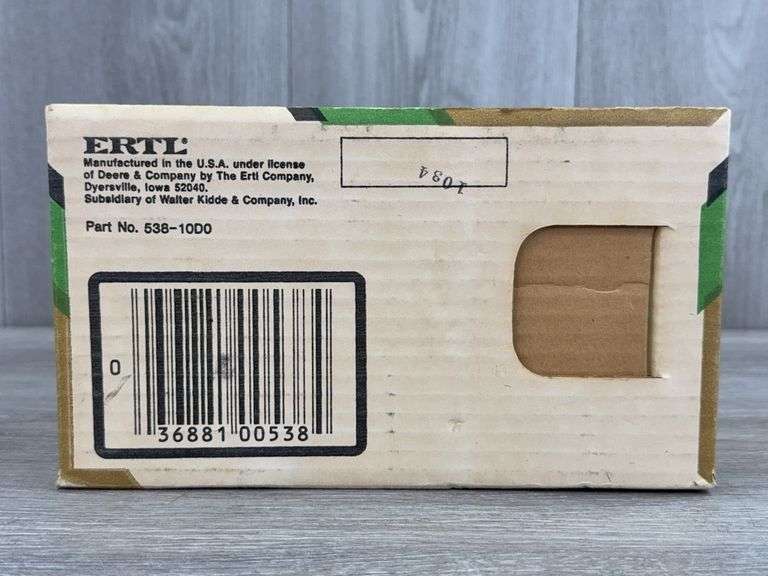 ERTL
Manufactured in the U.S.A. under license
of Deere & Company by The Ertl Company,
Dyersville, Iowa 52040.
Subsidiary of Walter Kidde & Company, Inc.
Part No. 538-10D0
1084
0
36881 00538